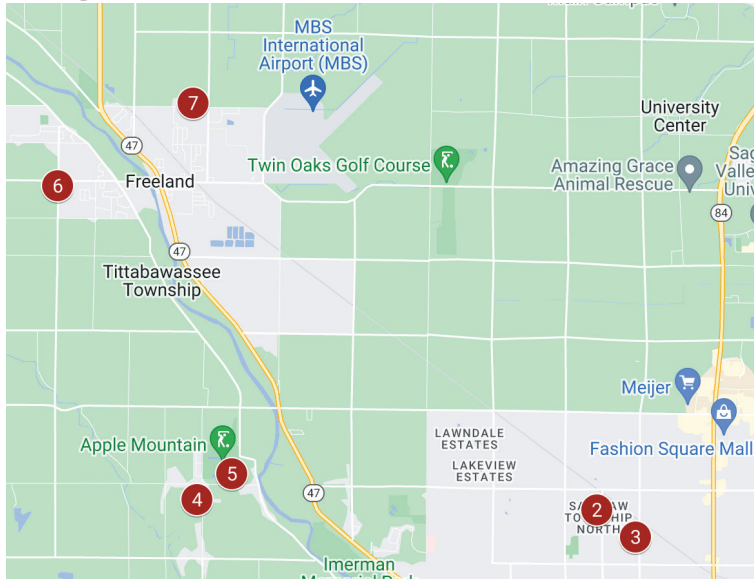 MBS
International
Airport (MBS)
7
University
Center
47
Twin Oaks Golf Course
Amazing Grace
Animal Rescue
6
Freeland
84
47
Tittabawassee
Township
Meijer
LAWNDALE
ESTATES
Fashion Square Mall
Apple Mountain
LAKEVIEW
ESTATES
5
4
47
2
NORTH
3
Imerman